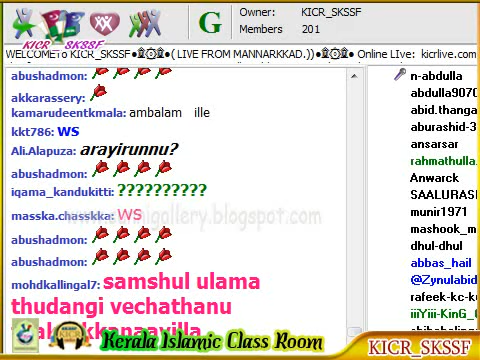 Owner: KICR_SKSSF
Members 201
G
KICR_SKSSF
WELCOMETo KICR_SKSSF ( LIVE FROM MANNARKKAD.)) Online LIve: kicrlive.com
abushadmon:
akkarassery:
kamarudeentkmala: ambalam ille
kkt786: ws
Ali.Alapuza: arayirunnu?
abushadmon:
iqama_kandukitti: ??????????
masska.chasskka: WS
abushadmon:
abushadmon:
mohdkallingal7: samshul ulama
thudangi vechathanu
n-abdulla
abdulla9070
abid.thanga
aburashid-3
ansarsar
rahmathulla.
Anwarck
SAALURASI
munir1971
mashook_m
dhul-dhul
abbas_hail
@Zynulabid
rafeek-kc-ku
iiiYiii-KinG_
Kerala Islamic Class Room
KICR_SKSSF